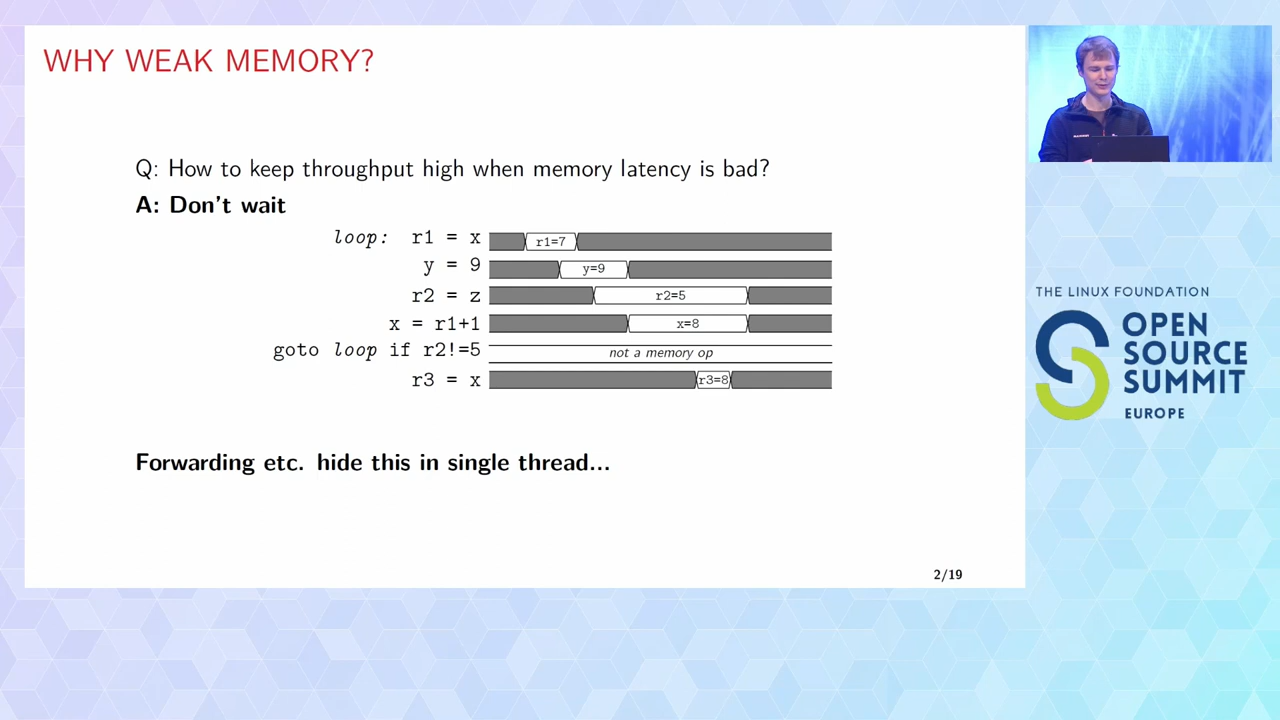 WHY WEAK MEMORY?
Q: How to keep throughput high when memory latency is bad?
A: Don't wait
loop: r1 = x r1=7
y = 9 y=9
r2 = z r2=5
x = r1+1 x=8
goto loop if r2!=5 not a memory op
r3 = x r3=8
Forwarding etc. hide this in single thread...
2/19
THE LINUX FOUNDATION
OPEN
SOURCE
SUMMIT
EUROPE